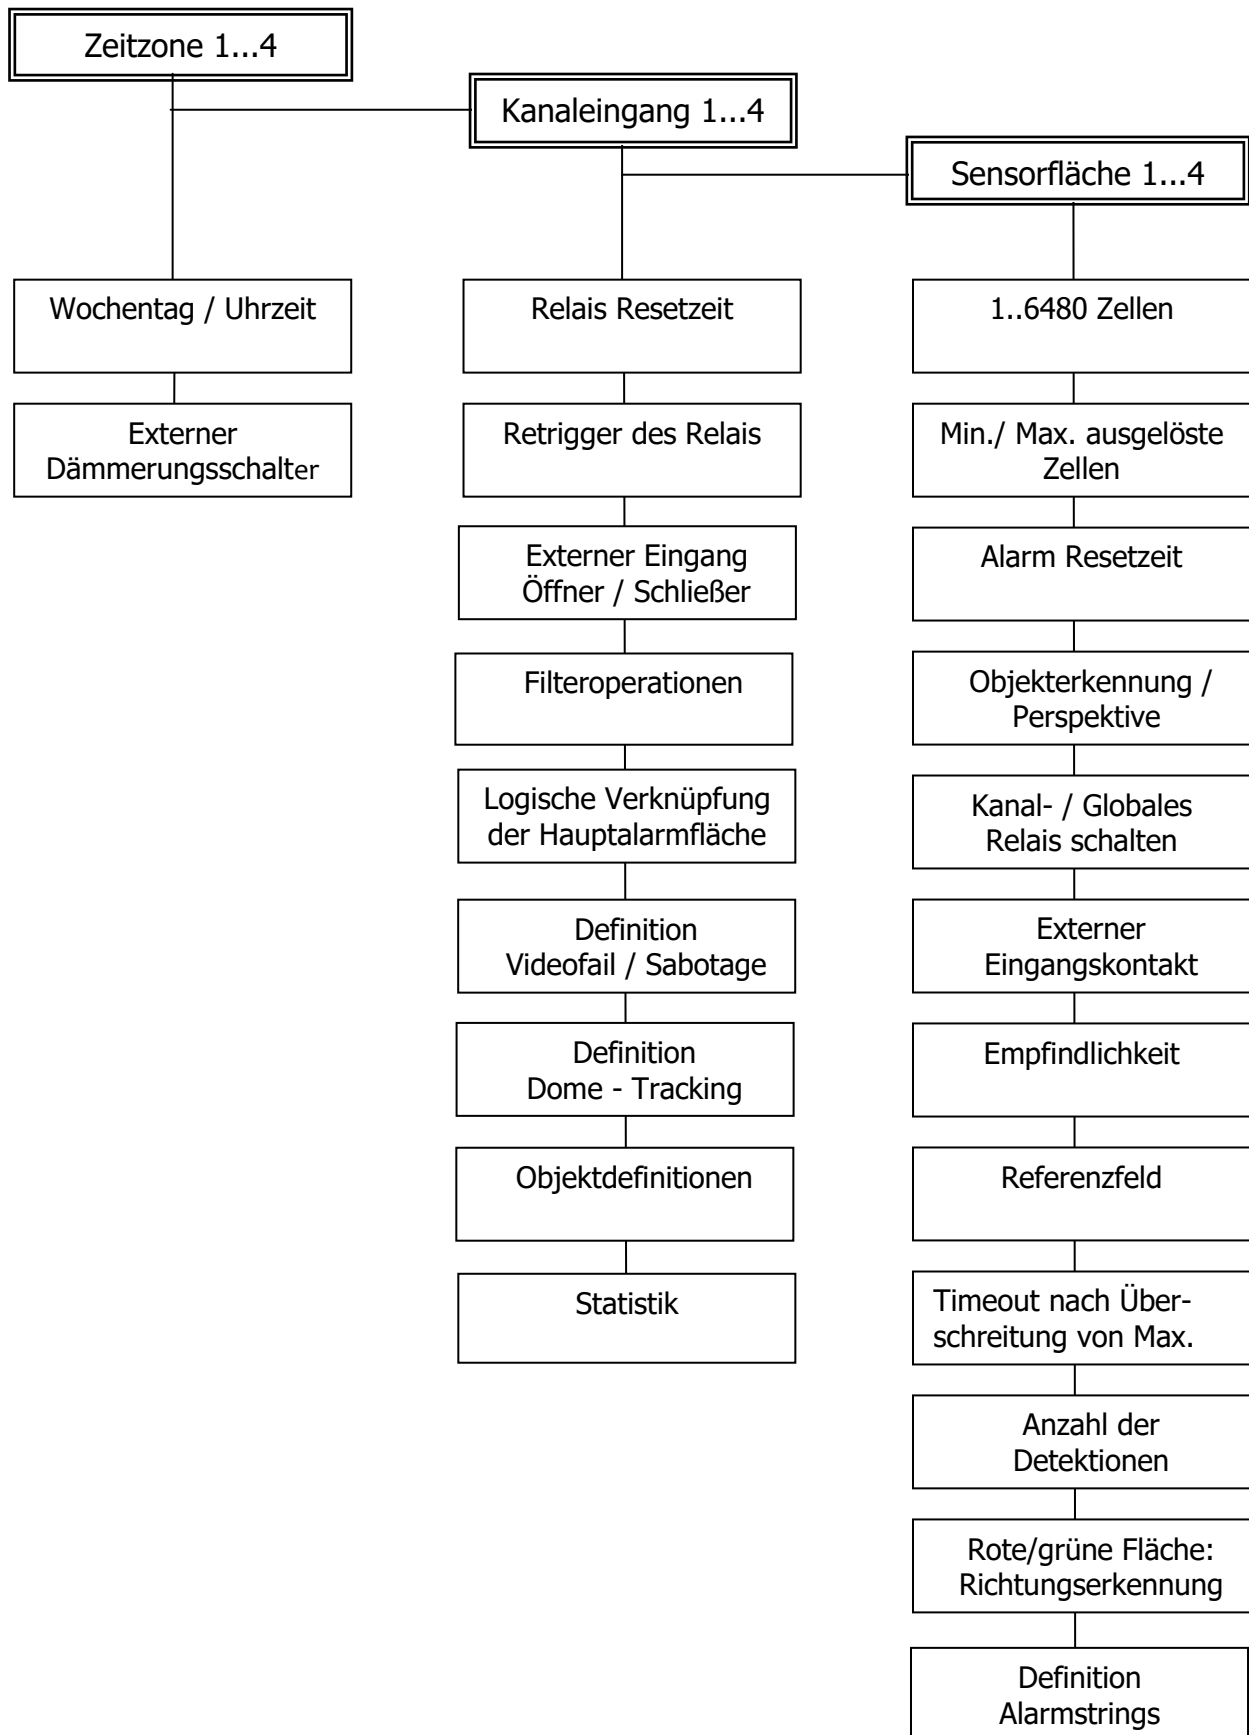 Zeitzone 1...4
Kanaleingang 1...4
Sensorfläche 1...4
Wochentag / Uhrzeit
Externer
Dämmerungsschalter
Relais Resetzeit
Retrigger des Relais
Externer Eingang
Öffner / Schließer
Filteroperationen
Logische Verknüpfung
der Hauptalarmfläche
Definition
Videofail / Sabotage
Definition
Dome - Tracking
Objektdefinitionen
Statistik
1..6480 Zellen
Min./ Max. ausgelöste
Zellen
Alarm Resetzeit
Objekterkennung /
Perspektive
Kanal- / Globales
Relais schalten
Externer
Eingangskontakt
Empfindlichkeit
Referenzfeld
Timeout nach Über-
schreitung von Max.
Anzahl der
Detektionen
Rote/grüne Fläche:
Richtungserkennung
Definition
Alarmstrings